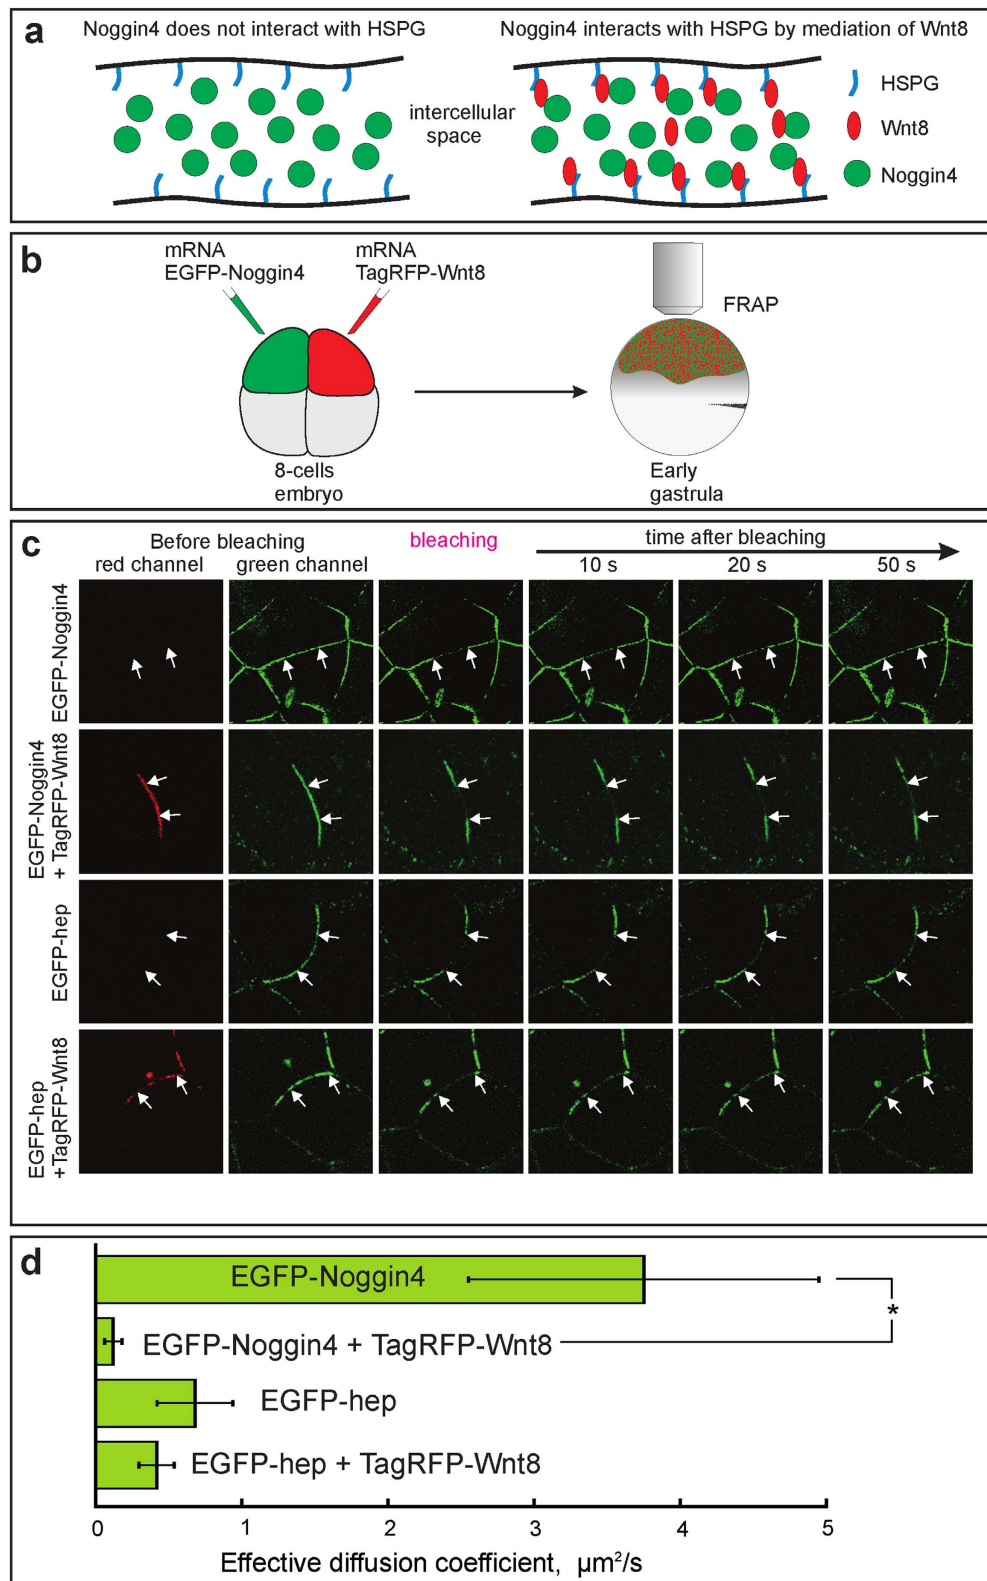 a
Noggin4 does not interact with HSPG
Noggin4 interacts with HSPG by mediation of Wnt8
intercellular
space
HSPG
Wnt8
Noggin4
b
mRNA
EGFP-Noggin4
mRNA
TagRFP-Wnt8
FRAP
8-cells
embryo
Early
gastrula
c
Before bleaching
red channel
green channel
bleaching
time after bleaching
10 s
20 s
50 s
EGFP-Noggin4
EGFP-Noggin4
+ TagRFP-Wnt8
EGFP-hep
EGFP-hep
+TagRFP-Wnt8
d
EGFP-Noggin4
*
EGFP-Noggin4 + TagRFP-Wnt8
EGFP-hep
EGFP-hep + TagRFP-Wnt8
0 1 2 3 4 5
Effective diffusion coefficient, µm²/s